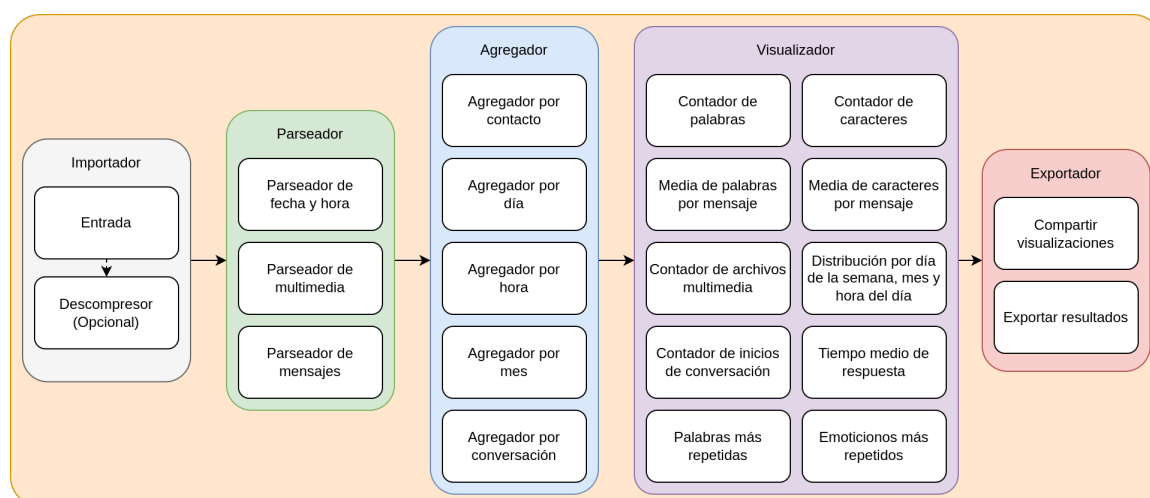 Importador
Entrada
Descompresor
(Opcional)
Parseador
Parseador de
fecha y hora
Parseador de
multimedia
Parseador de
mensajes
Agregador
Agregador por
contacto
Agregador por
día
Agregador por
hora
Agregador por
mes
Agregador por
conversación
Visualizador
Contador de
palabras
Contador de
caracteres
Media de palabras
por mensaje
Media de caracteres
por mensaje
Contador de archivos
multimedia
Distribución por día
de la semana, mes y
hora del día
Contador de inicios
de conversación
Tiempo medio de
respuesta
Palabras más
repetidas
Emoticionos más
repetidos
Exportador
Compartir
visualizaciones
Exportar resultados